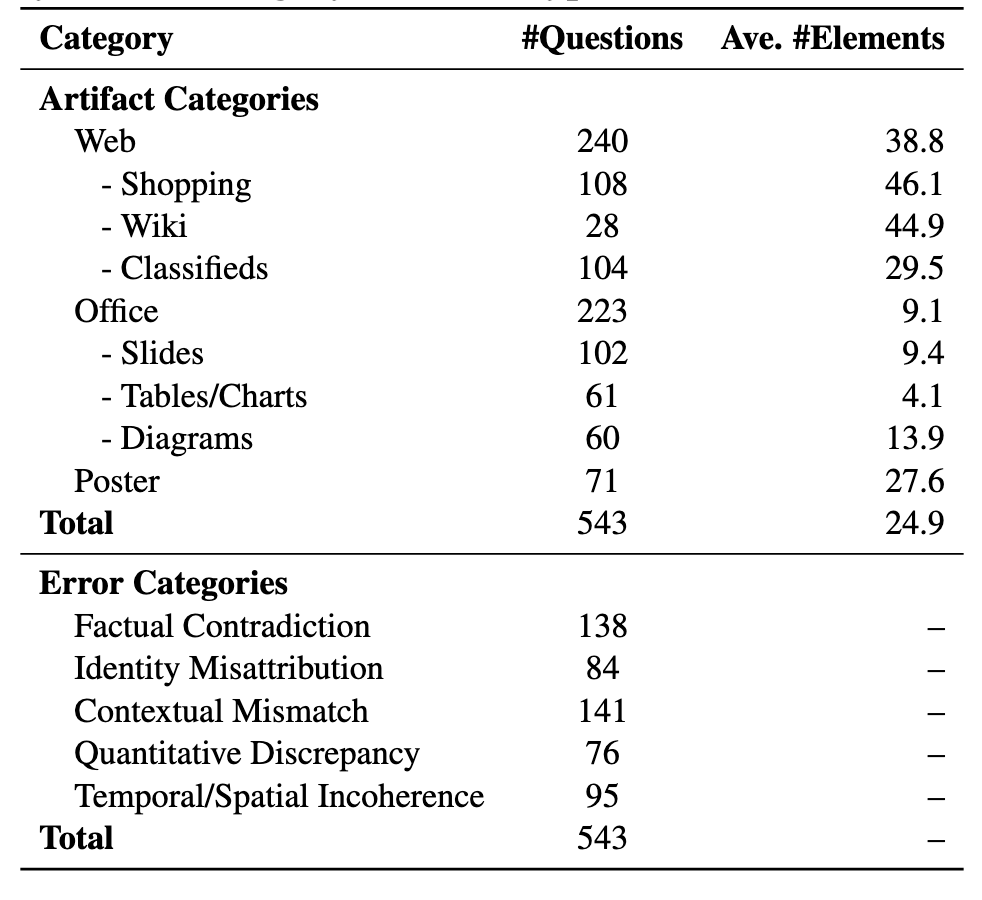 Category #Questions Ave. #Elements
Artifact Categories
Web 240 38.8
- Shopping 108 46.1
- Wiki 28 44.9
- Classifieds 104 29.5
Office 223 9.1
- Slides 102 9.4
- Tables/Charts 61 4.1
- Diagrams 60 13.9
Poster 71 27.6
Total 543 24.9
Error Categories
Factual Contradiction 138 –
Identity Misattribution 84 –
Contextual Mismatch 141 –
Quantitative Discrepancy 76 –
Temporal/Spatial Incoherence 95 –
Total 543 –